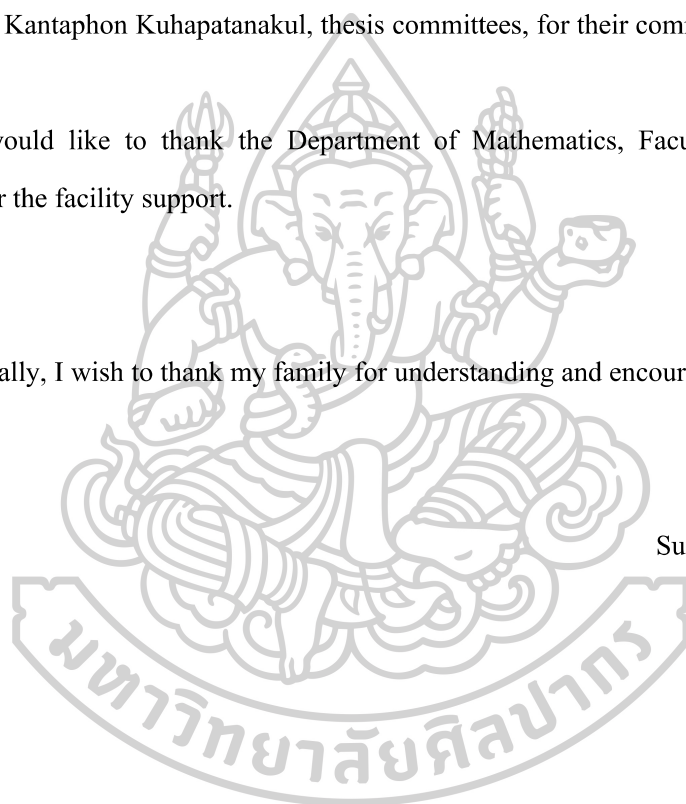 Kantaphon Kuhapatanakul, thesis committees, for their com
would like to thank the Department of Mathematics, Facu
r the facility support.
ally, I wish to thank my family for understanding and encour
Su
มหาวิทยาลัยศิลปากร